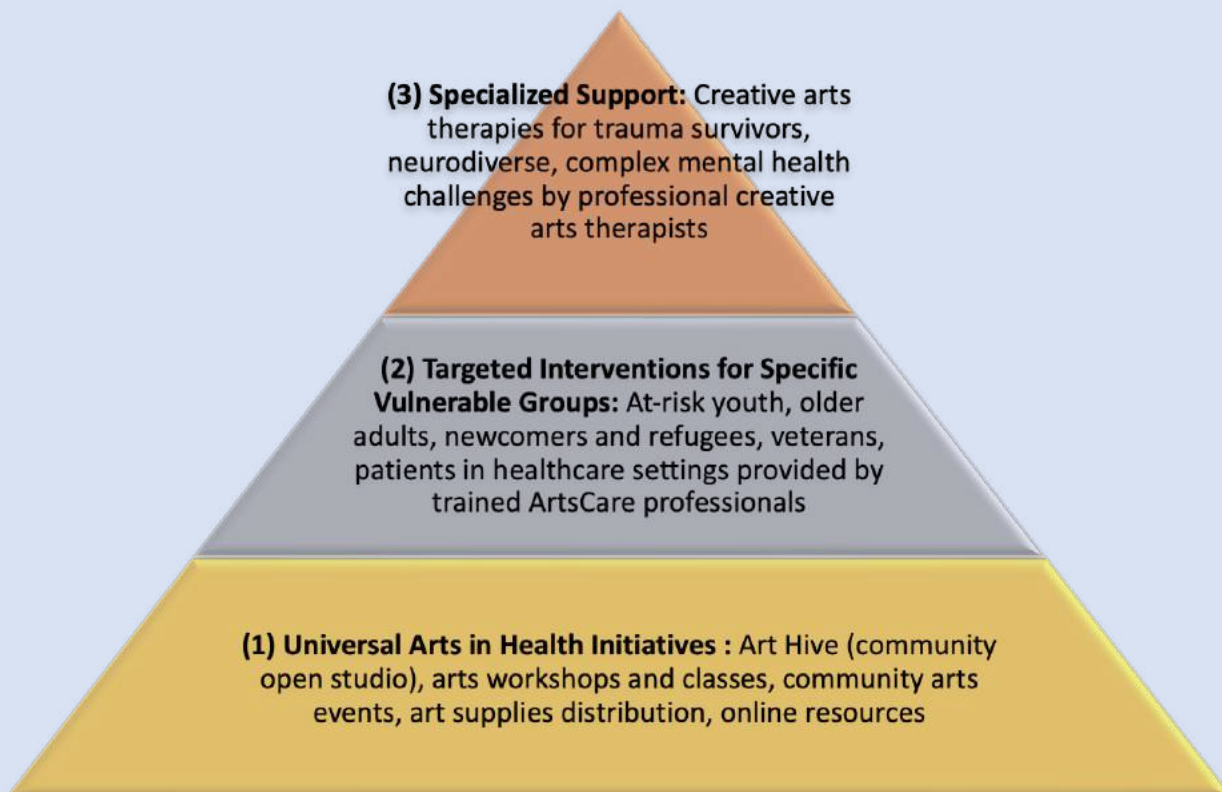 (3) Specialized Support: Creative arts
therapies for trauma survivors,
neurodiverse, complex mental health
challenges by professional creative
arts therapists
(2) Targeted Interventions for Specific
Vulnerable Groups: At-risk youth, older
adults, newcomers and refugees, veterans,
patients in healthcare settings provided by
trained ArtsCare professionals
(1) Universal Arts in Health Initiatives : Art Hive (community
open studio), arts workshops and classes, community arts
events, art supplies distribution, online resources